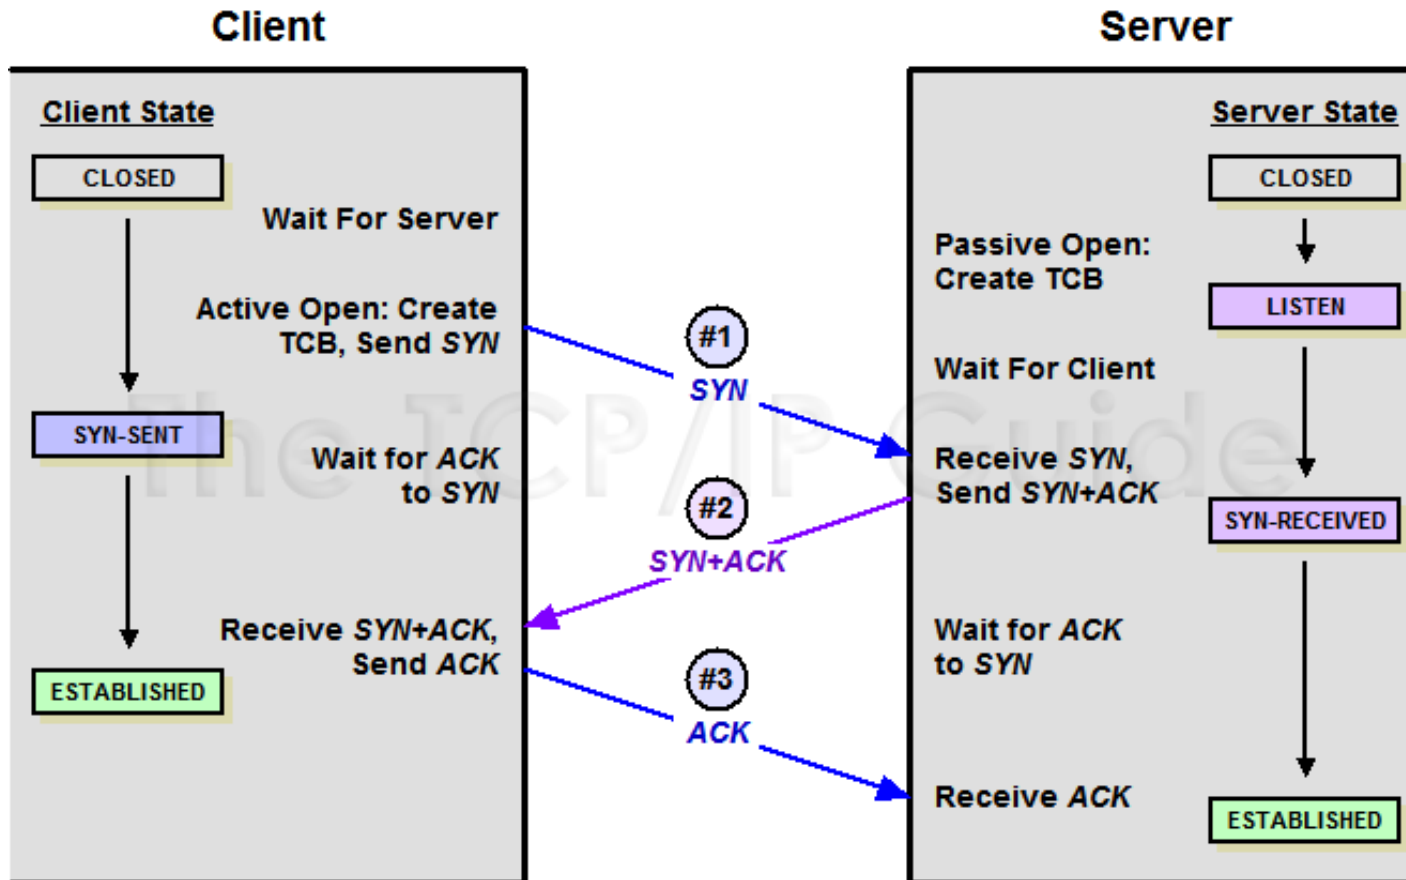 Client
Server
Client State
CLOSED
Wait For Server
Active Open: Create
TCB, Send SYN
SYN-SENT
Wait for ACK
to SYN
Receive SYN+ACK,
Send ACK
ESTABLISHED
#1
SYN
#2
SYN+ACK
#3
ACK
Server State
CLOSED
Passive Open:
Create TCB
LISTEN
Wait For Client
Receive SYN,
Send SYN+ACK
SYN-RECEIVED
Wait for ACK
to SYN
Receive ACK
ESTABLISHED
The TCP/IP Guide